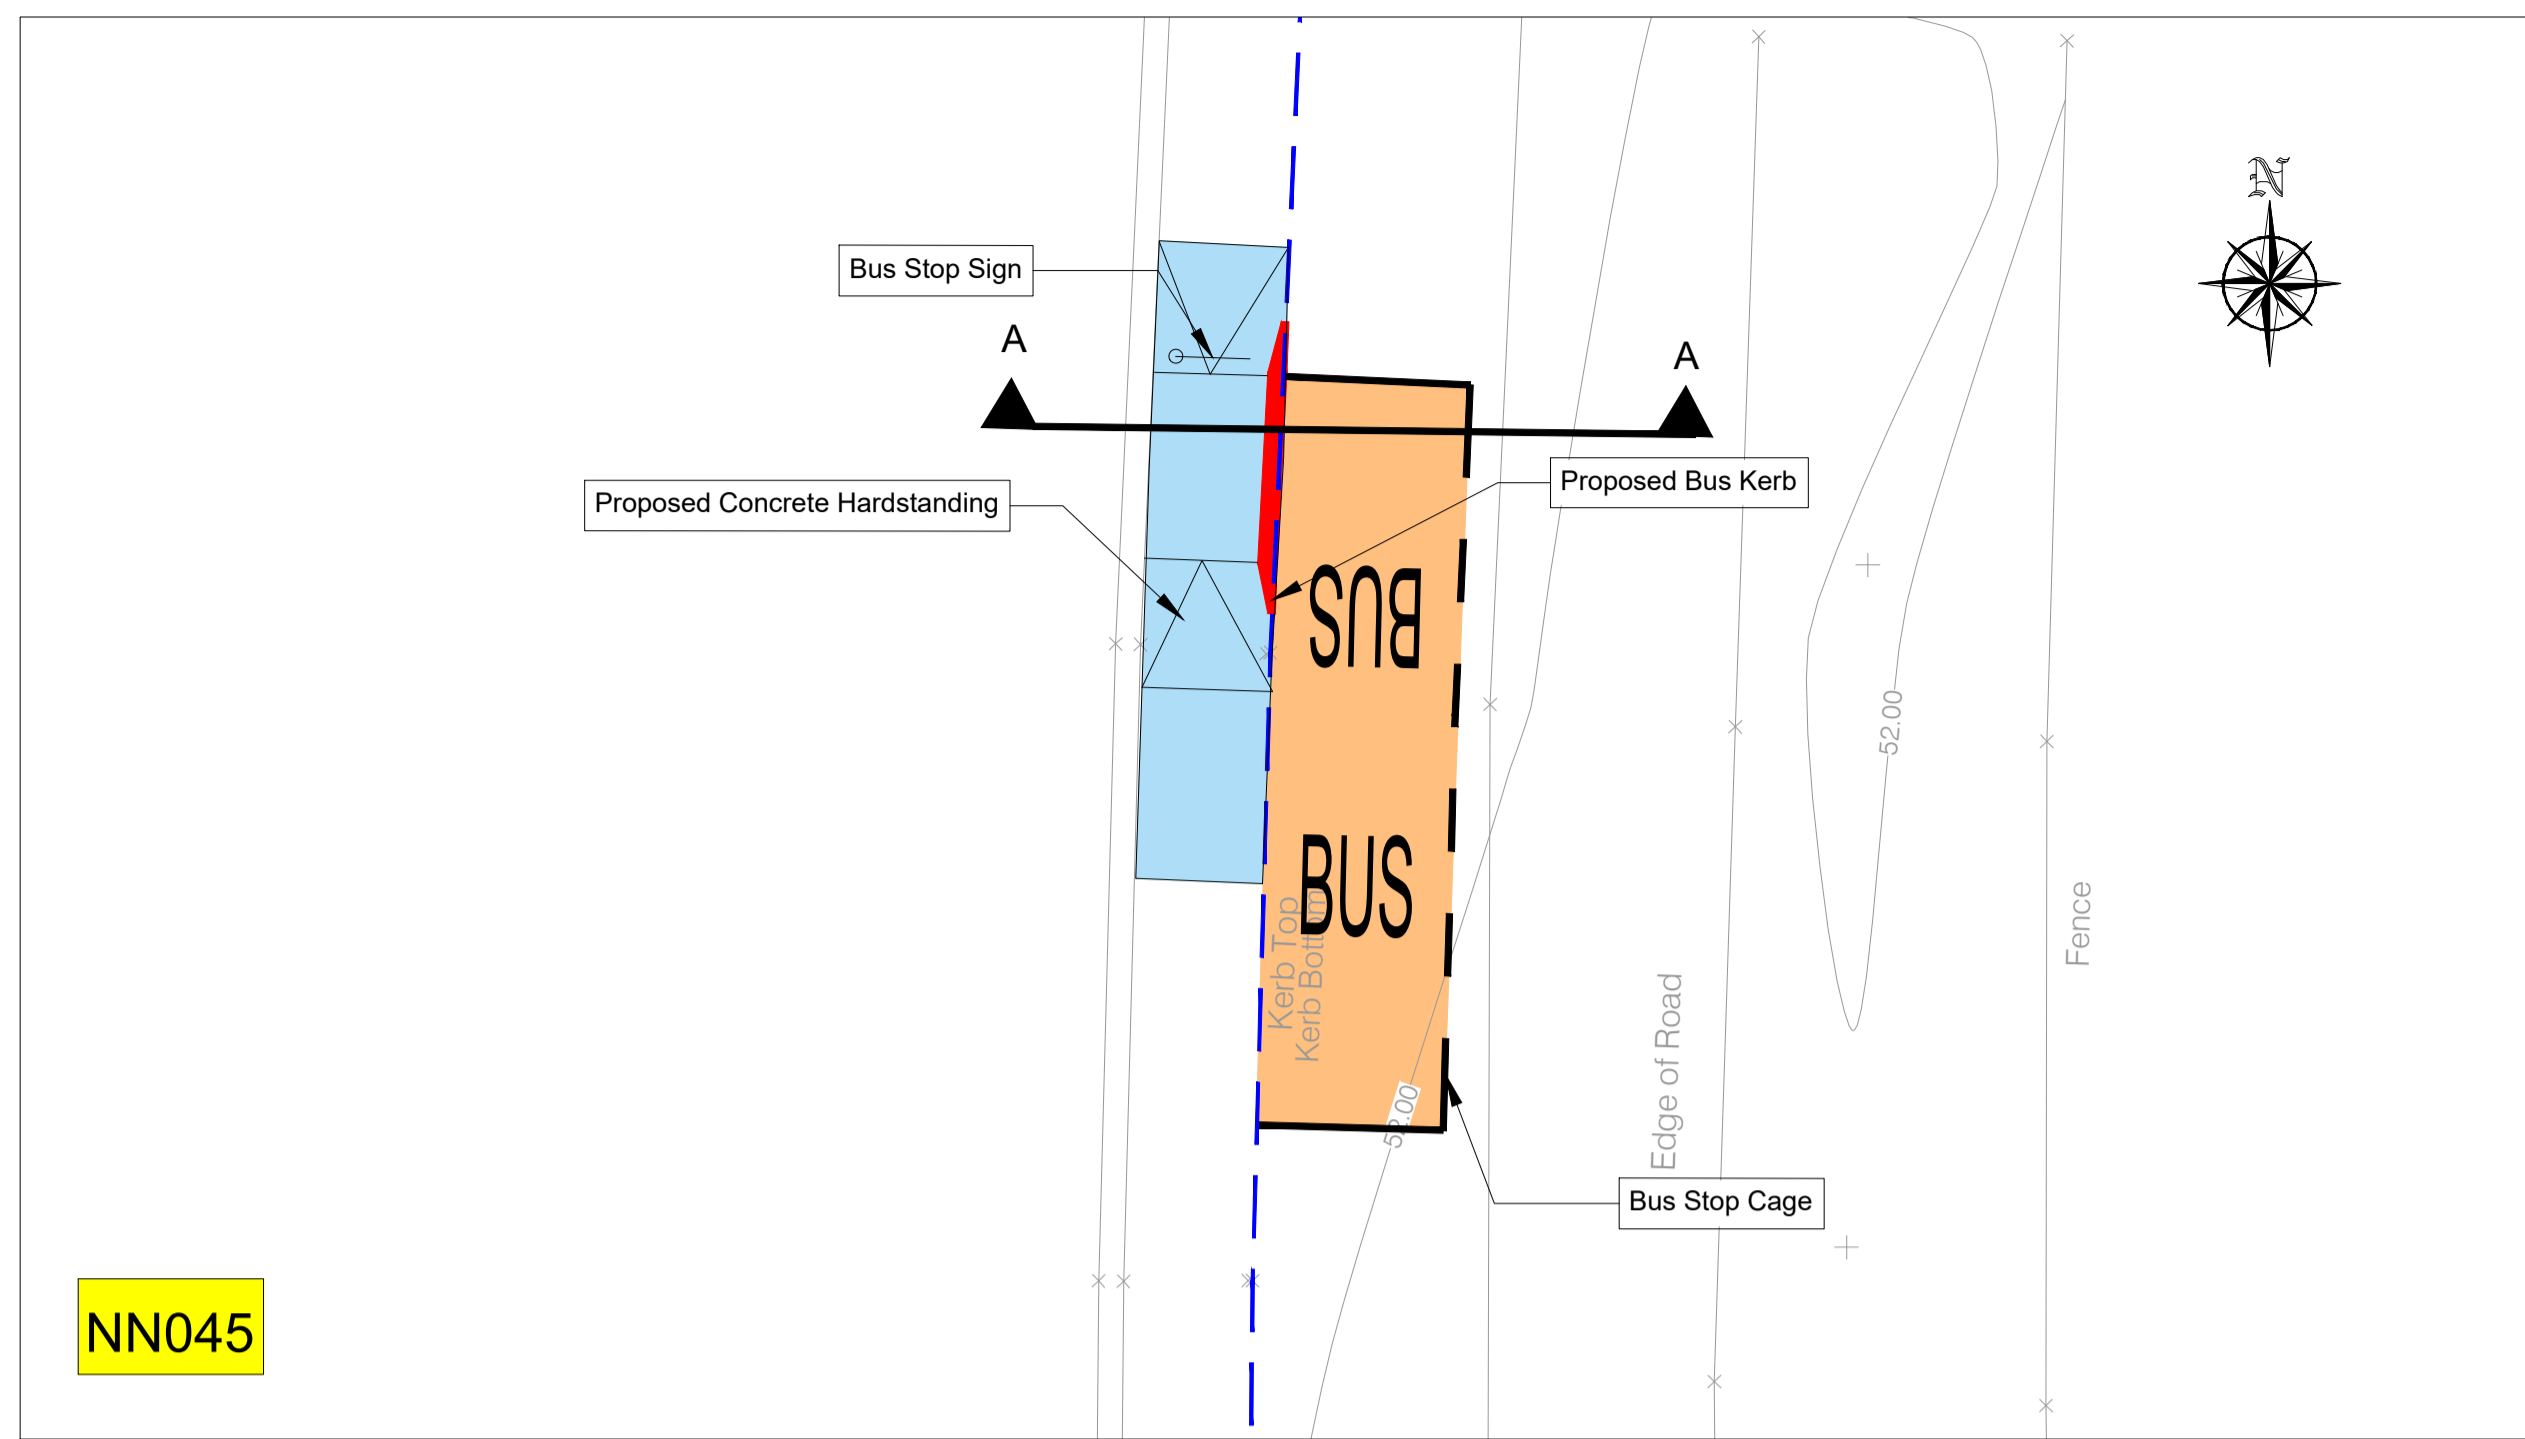 N
Bus Stop Sign
A
A
Proposed Bus Kerb
Proposed Concrete Hardstanding
BUS
52.00
BUS
Kerb Top
Kerb Bottom
Fence
Edge of Road
52.00
Bus Stop Cage
NN045